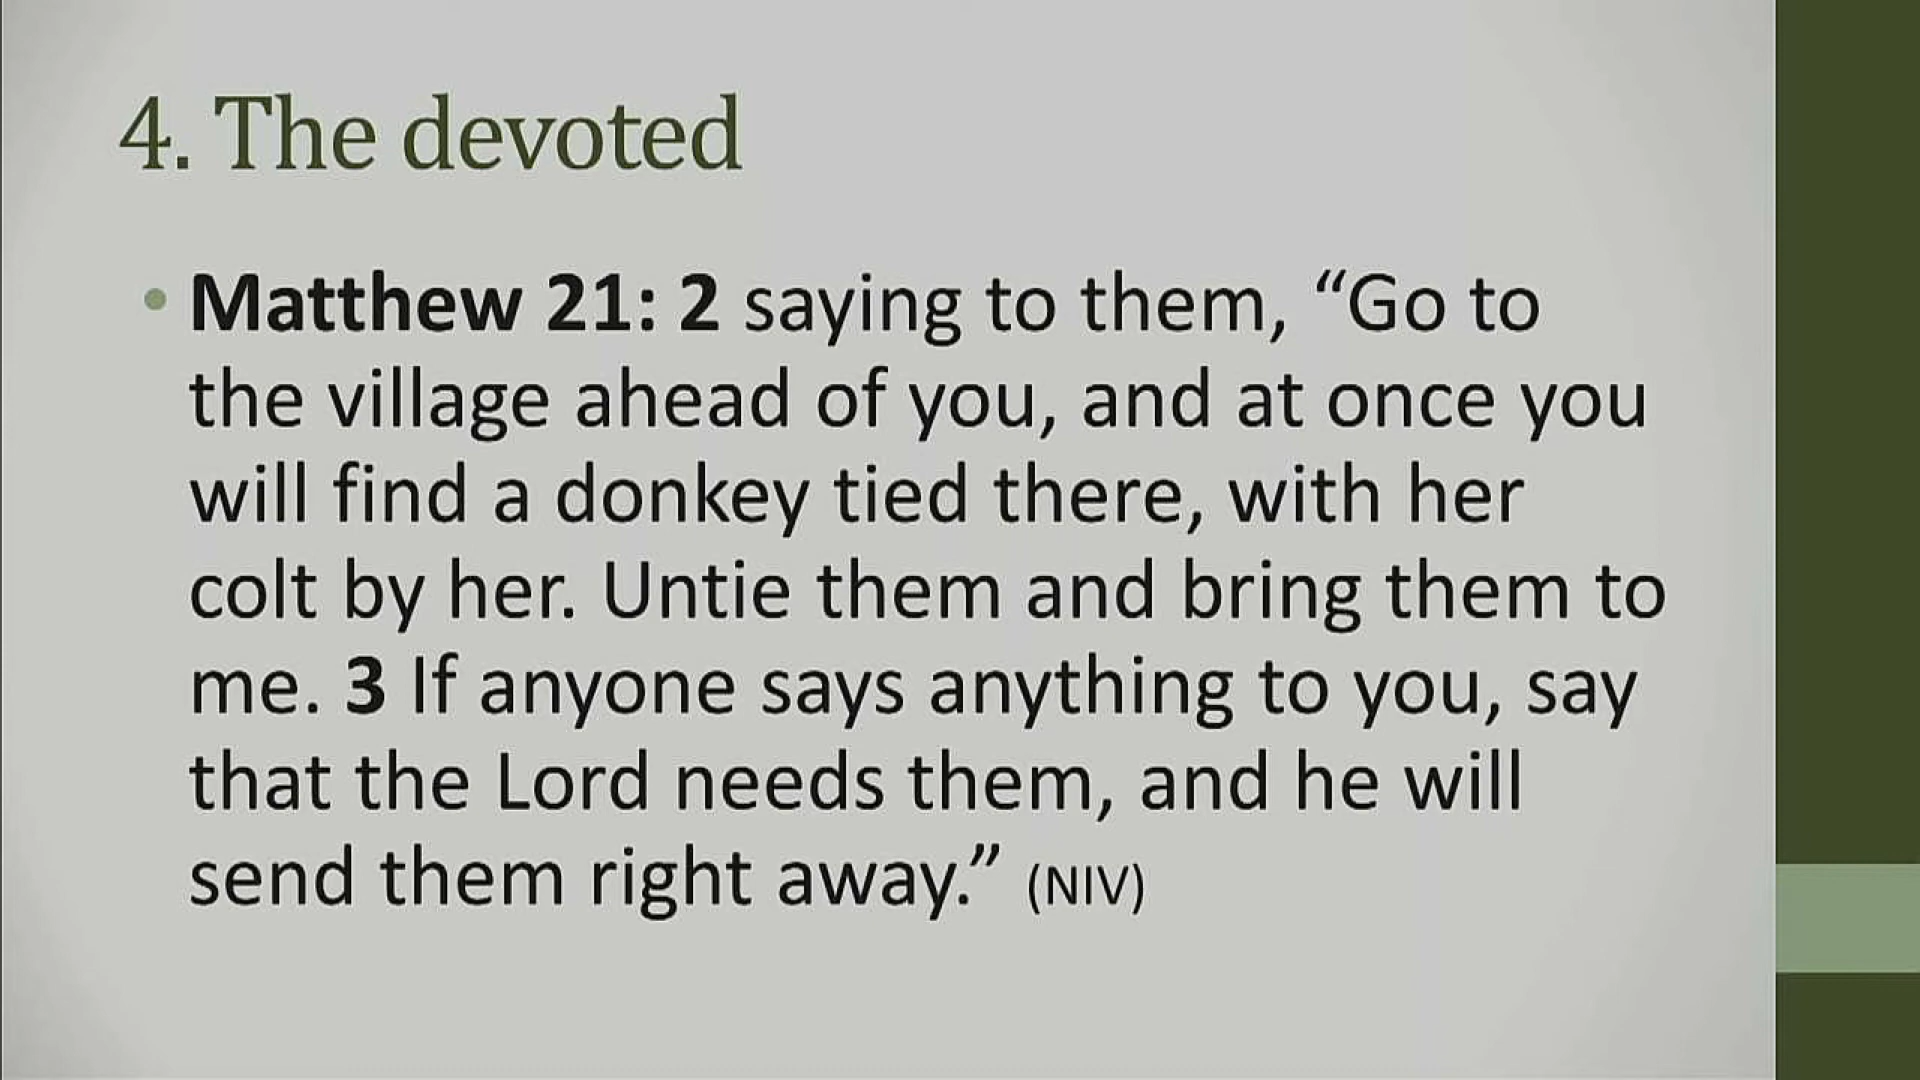 4. The devoted
• Matthew 21: 2 saying to them, “Go to
the village ahead of you, and at once you
will find a donkey tied there, with her
colt by her. Untie them and bring them to
me. 3 If anyone says anything to you, say
that the Lord needs them, and he will
send them right away.” (NIV)